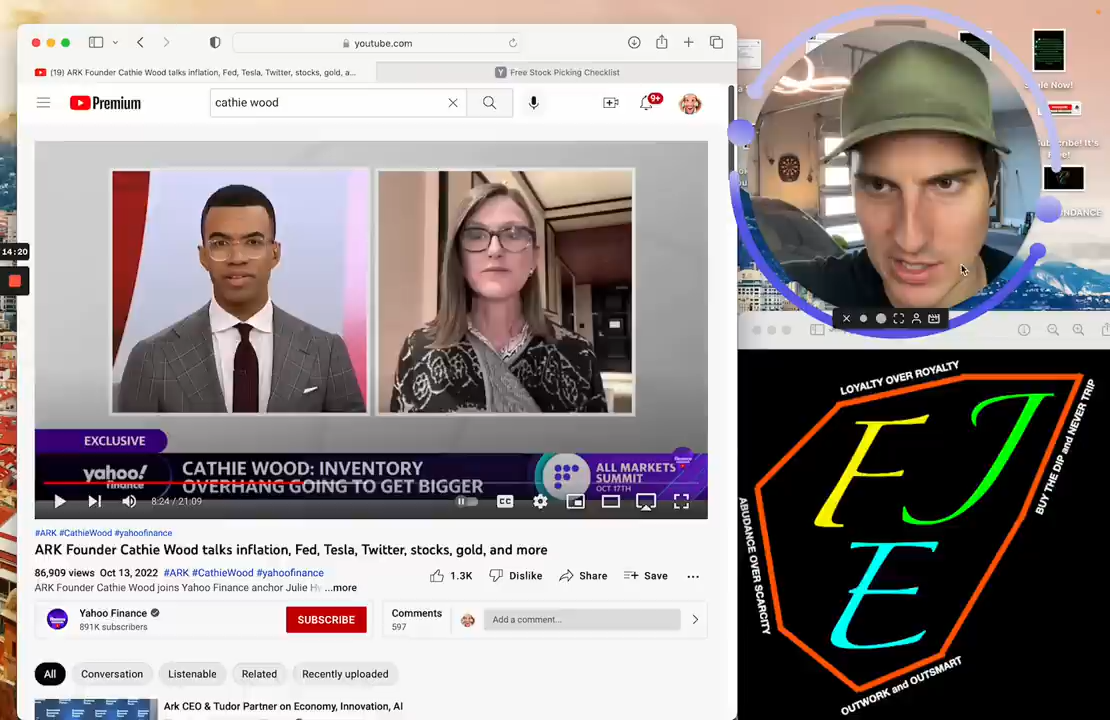 youtube.com
(19) ARK Founder Cathie Wood talks inflation, Fed, Tesla, Twitter, stocks, gold, a...
Free Stock Picking Checklist
Premium
cathie wood
9+
14:20
EXCLUSIVE
yahoo!
finance
CATHIE WOOD: INVENTORY
OVERHANG GOING TO GET BIGGER
ALL MARKETS
SUMMIT
OCT 17TH
8:24 / 21:09
CC
#ARK #CathieWood #yahoofinance
ARK Founder Cathie Wood talks inflation, Fed, Tesla, Twitter, stocks, gold, and more
86,909 views Oct 13, 2022 #ARK #CathieWood #yahoofinance
1.3K
Dislike
Share
Save
ARK Founder Cathie Wood joins Yahoo Finance anchor Julie Hy ...more
Yahoo Finance
891K subscribers
SUBSCRIBE
Comments
597
Add a comment...
All
Conversation
Listenable
Related
Recently uploaded
Ark CEO & Tudor Partner on Economy, Innovation, AI
LOYALTY OVER ROYALTY
BUY THE DIP and NEVER TRIP
ABUDANCE OVER SCARCITY
OUTWORK and OUTSMART
F J
E